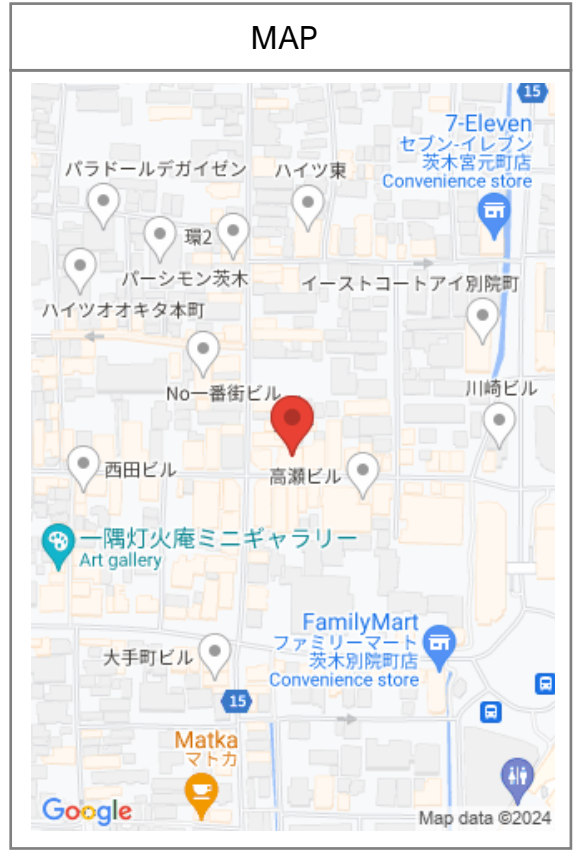 MAP
15
7-Eleven
セブン-イレブン
茨木宮元町店
Convenience store
パラドールデガイゼン
ハイツ東
環2
パーシモン茨木
イーストコートアイ別院町
ハイツオオキタ本町
No一番街ビル
川崎ビル
西田ビル
高瀬ビル
一隅灯火庵ミニギャラリー
Art gallery
FamilyMart
ファミリーマート
茨木別院町店
Convenience store
大手町ビル
15
Matka
マトカ
Google
Map data ©2024